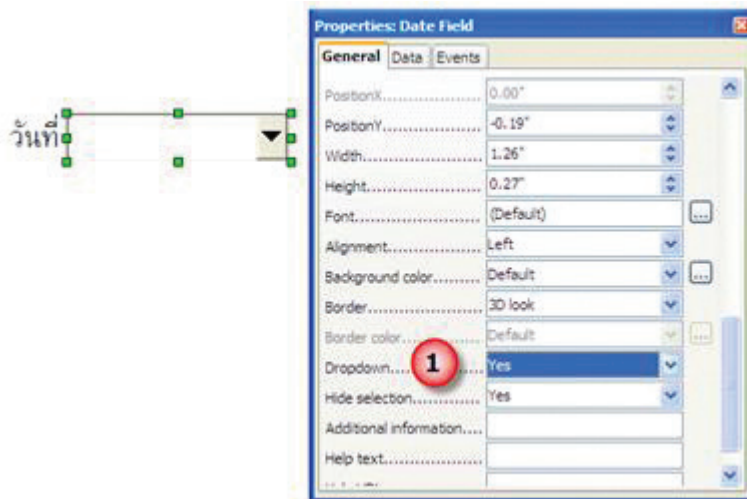 วันที่
Properties: Date Field
General Data Events
PositionX................ 0.00"
PositionY................ -0.19"
Width..................... 1.26"
Height.................... 0.27"
Font....................... (Default) ...
Alignment............... Left
Background color........ Default ...
Border.................... 3D look
Border color............. Default ...
Dropdown............... 1 Yes
Hide selection........... Yes
Additional information....
Help text.................